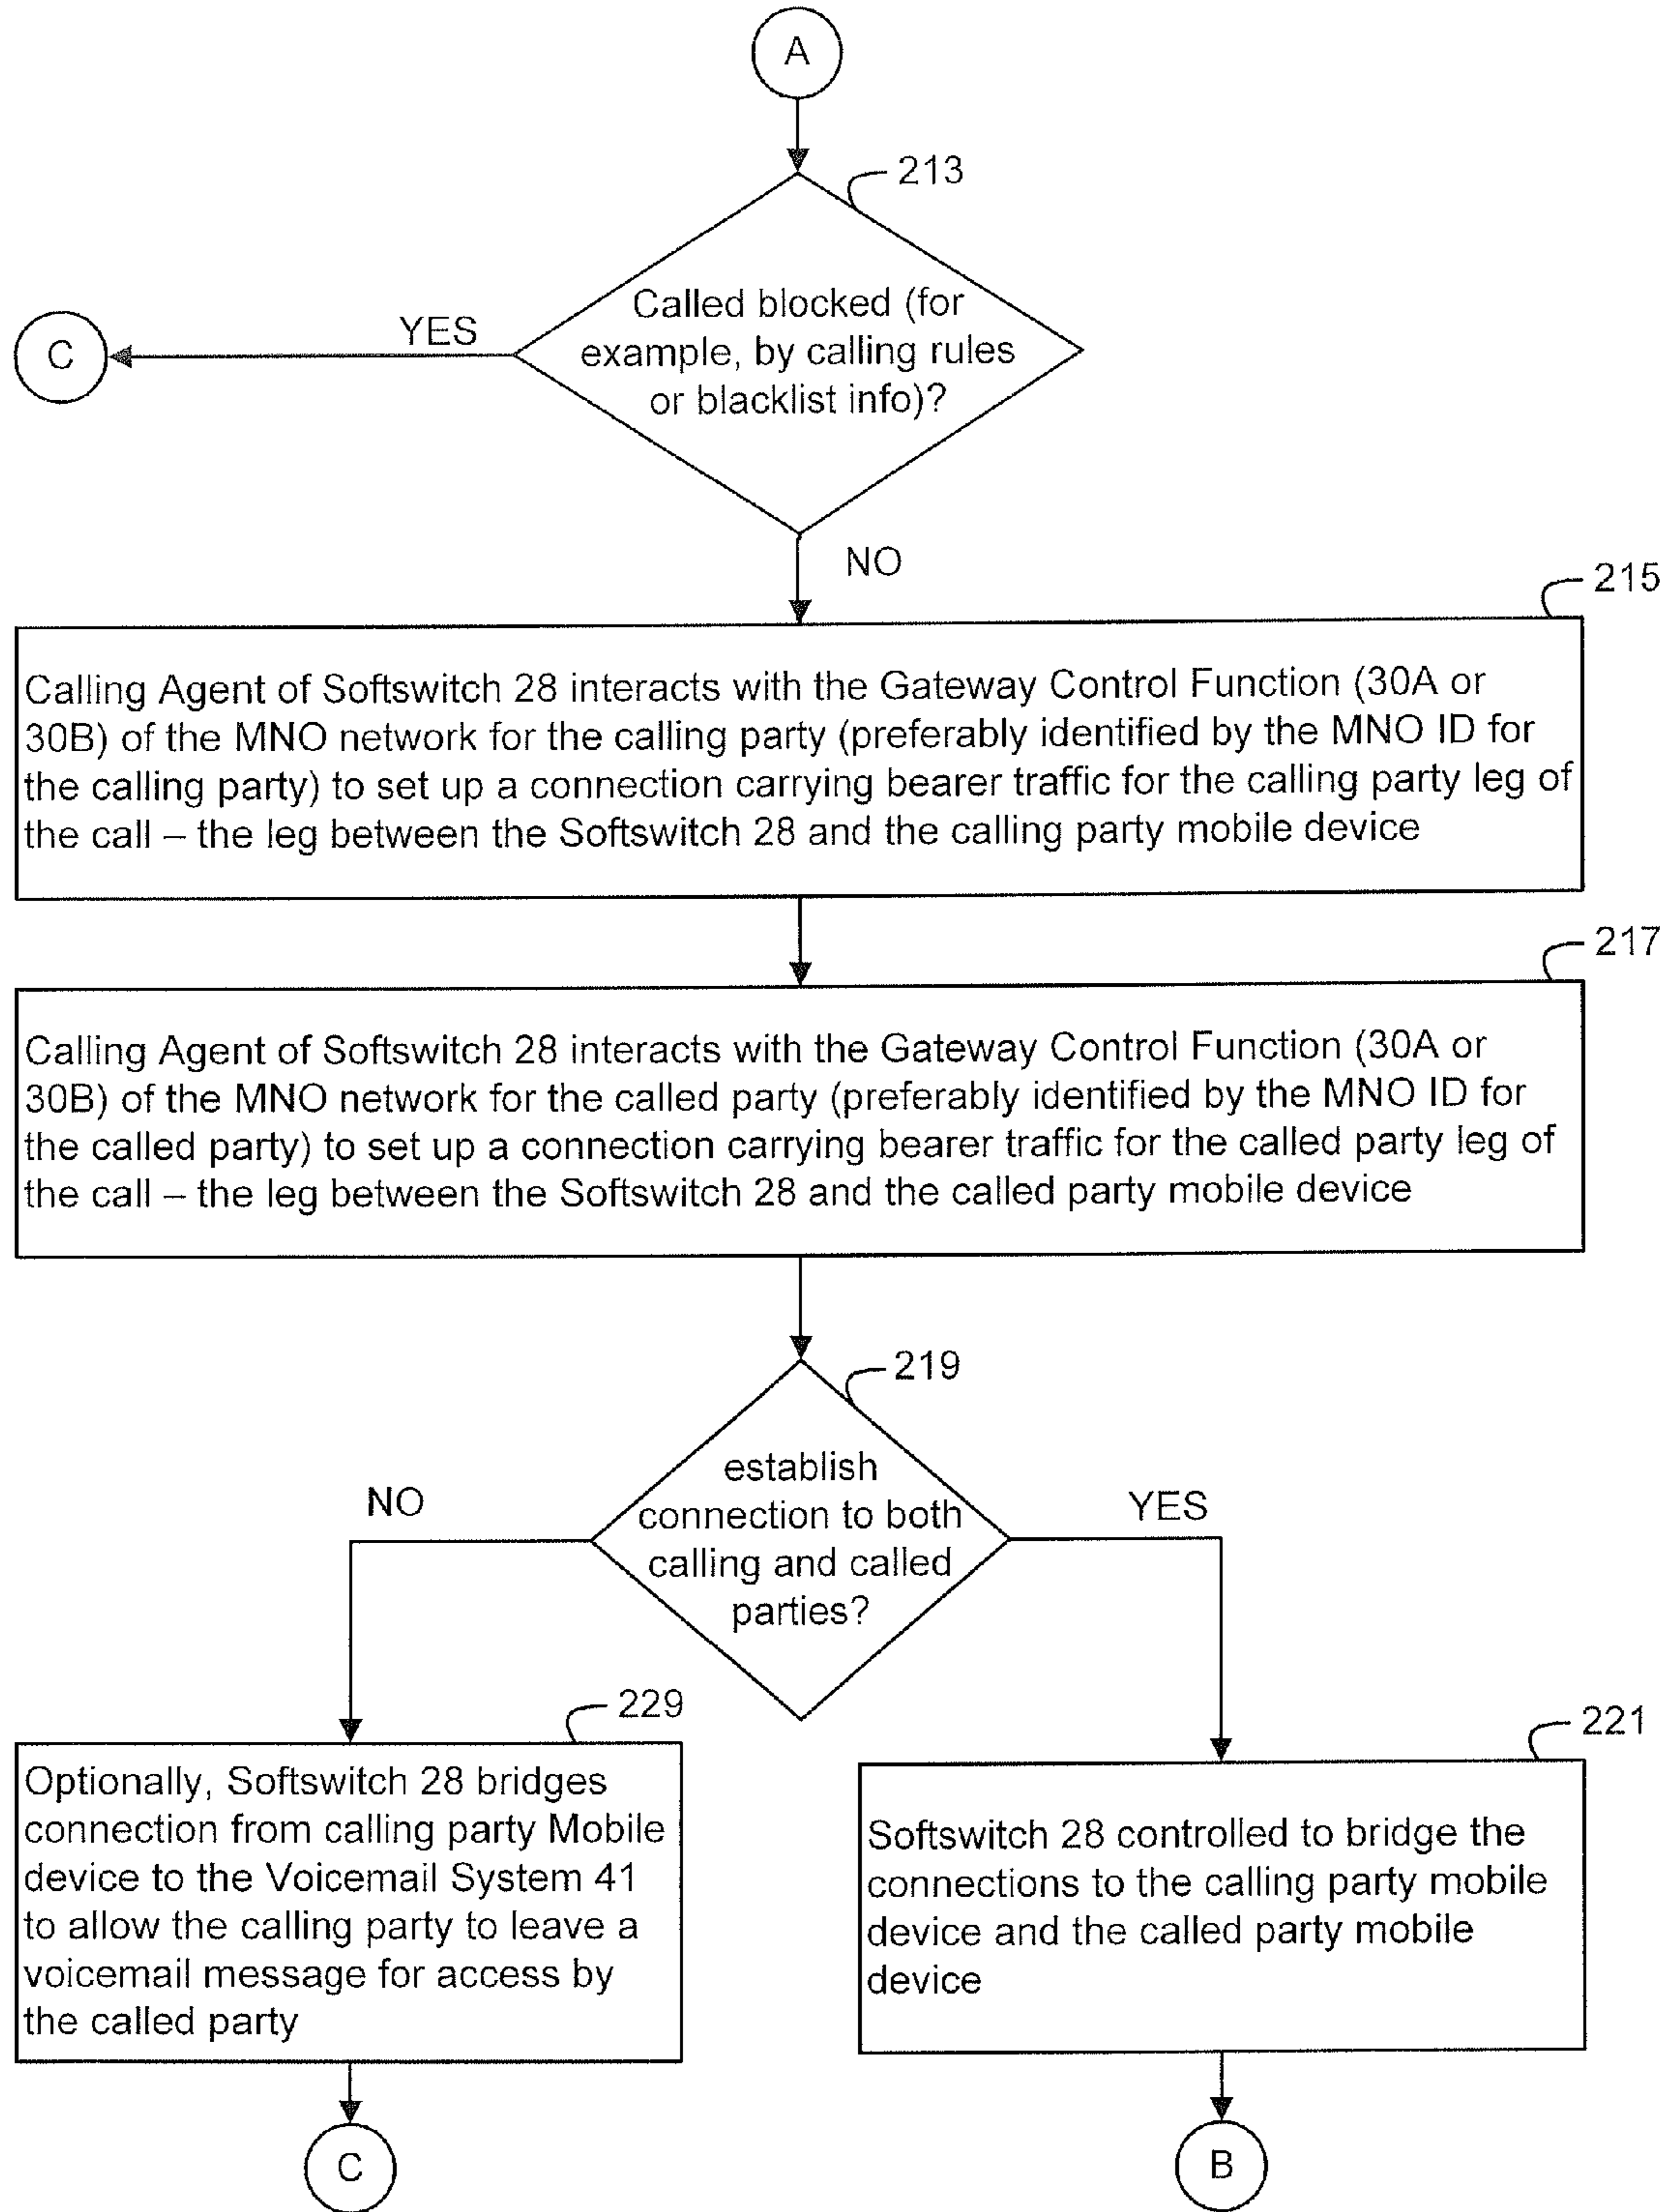 A
213
Called blocked (for
example, by calling rules
or blacklist info)?
YES
C
NO
215
Calling Agent of Softswitch 28 interacts with the Gateway Control Function (30A or
30B) of the MNO network for the calling party (preferably identified by the MNO ID for
the calling party) to set up a connection carrying bearer traffic for the calling party leg of
the call – the leg between the Softswitch 28 and the calling party mobile device
217
Calling Agent of Softswitch 28 interacts with the Gateway Control Function (30A or
30B) of the MNO network for the called party (preferably identified by the MNO ID for
the called party) to set up a connection carrying bearer traffic for the called party leg of
the call – the leg between the Softswitch 28 and the called party mobile device
219
establish
connection to both
calling and called
parties?
NO
YES
229
Optionally, Softswitch 28 bridges
connection from calling party Mobile
device to the Voicemail System 41
to allow the calling party to leave a
voicemail message for access by
the called party
221
Softswitch 28 controlled to bridge the
connections to the calling party mobile
device and the called party mobile
device
C
B